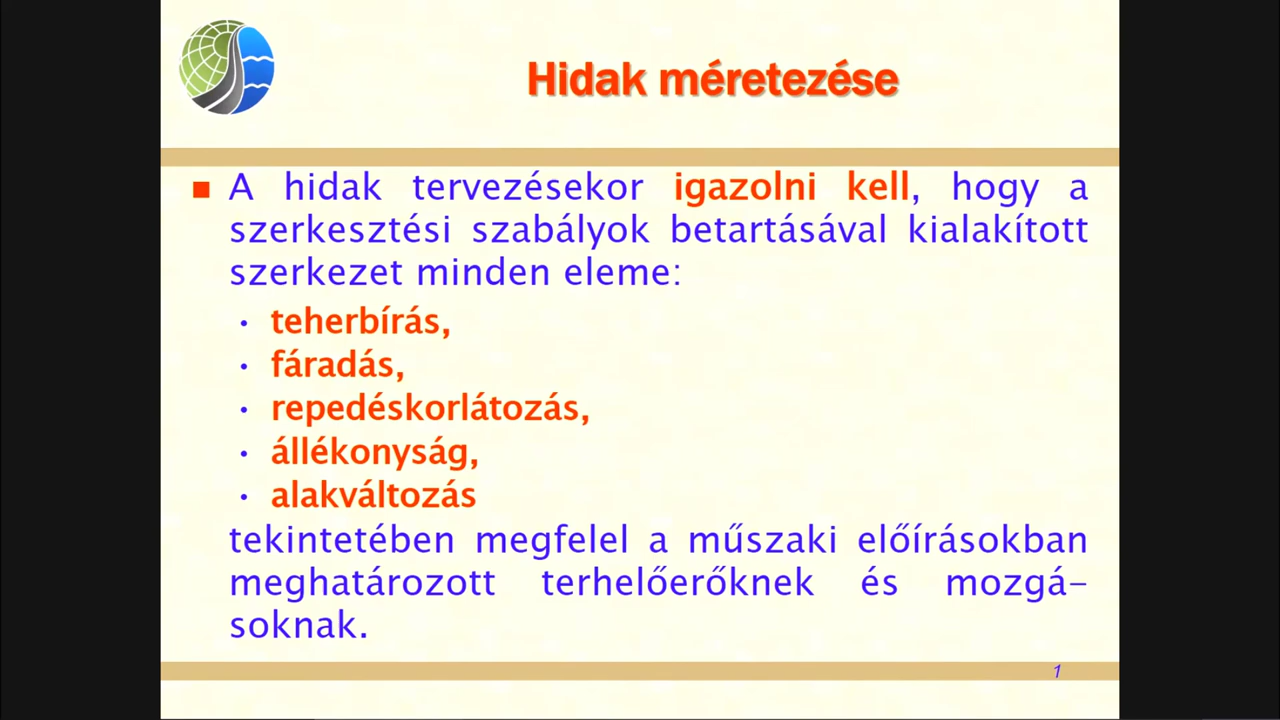 Hidak méretezése
A hidak tervezésekor igazolni kell, hogy a
szerkesztési szabályok betartásával kialakított
szerkezet minden eleme:
• teherbírás,
• fáradás,
• repedéskorlátozás,
• állékonyság,
• alakváltozás
tekintetében megfelel a műszaki előírásokban
meghatározott terhelőerőknek és mozgá-
soknak.
1